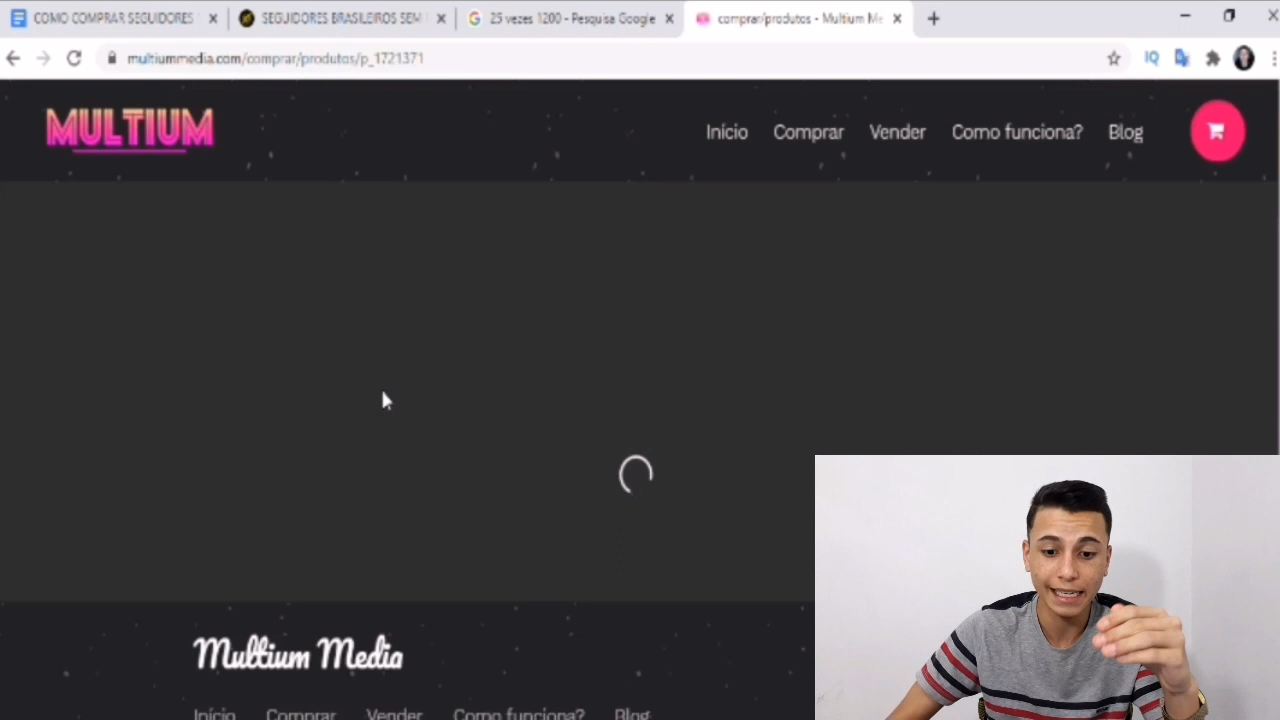 COMO COMPRAR SEGUIDORES
SEGUIDORES BRASILEIROS SEM
25 vezes 1200 - Pesquisa Google
comprar/produtos - Multium Me
multiummedia.com/comprar/produtos/p_1721371
IQ
MULTIUM
Início Comprar Vender Como funciona? Blog
Multium Media
Início Comprar Vender Como funciona? Blog